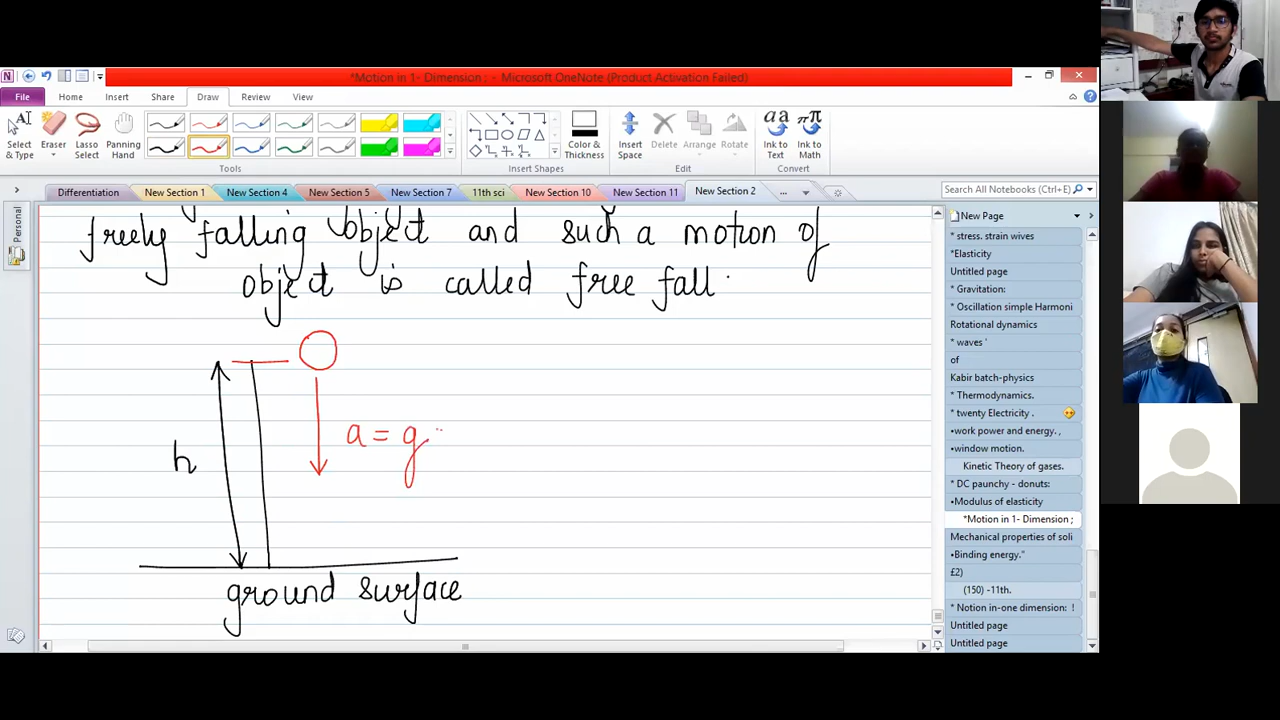 *Motion in 1- Dimension ; - Microsoft OneNote (Product Activation Failed)
File Home Insert Share Draw Review View
Select & Type
Eraser
Lasso Select
Panning Hand
Color & Thickness
Insert Space
Delete
Arrange
Rotate
Ink to Text
Ink to Math
Tools
Insert Shapes
Edit
Convert
Differentiation New Section 1 New Section 4 New Section 5 New Section 7 11th sci New Section 10 New Section 11 New Section 2 ...
Search All Notebooks (Ctrl+E)
Personal
freely falling object and such a motion of
object is called free fall
h
a = g
ground surface
New Page
* stress. strain wives
*Elasticity
Untitled page
* Gravitation:
* Oscillation simple Harmoni
Rotational dynamics
* waves '
of
Kabir batch-physics
* Thermodynamics.
* twenty Electricity .
•work power and energy. ,
•window motion.
Kinetic Theory of gases.
* DC paunchy - donuts:
•Modulus of elasticity
*Motion in 1- Dimension ;
Mechanical properties of soli
•Binding energy."
£2)
(150) -11th.
* Notion in-one dimension: !
Untitled page
Untitled page